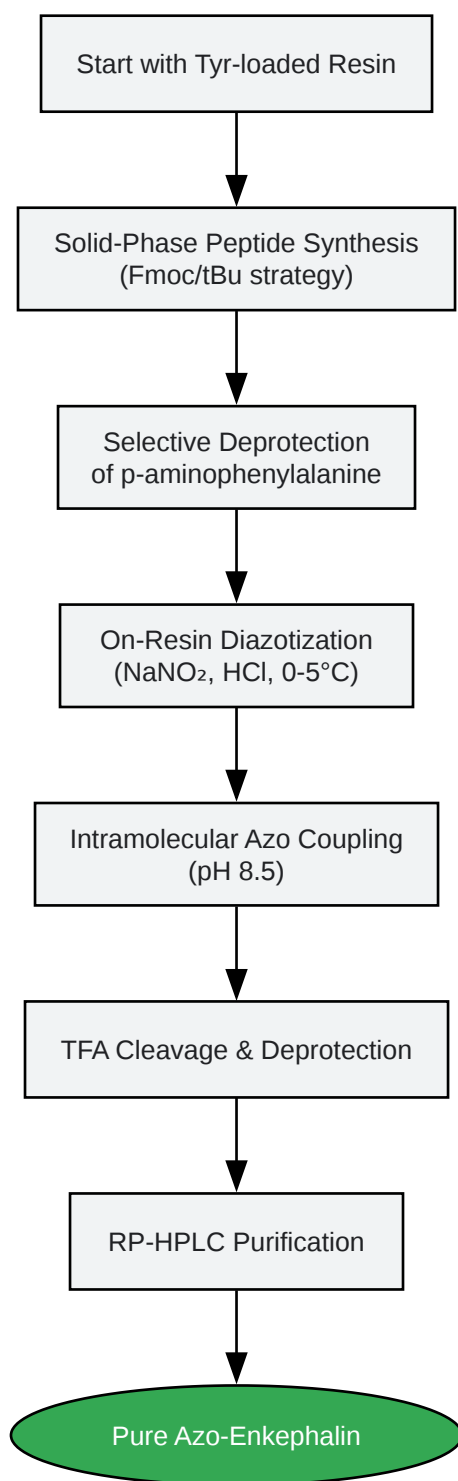 Start with Tyr-loaded Resin
Solid-Phase Peptide Synthesis
(Fmoc/tBu strategy)
Selective Deprotection
of p-aminophenylalanine
On-Resin Diazotization
(NaNO₂, HCl, 0-5°C)
Intramolecular Azo Coupling
(pH 8.5)
TFA Cleavage & Deprotection
RP-HPLC Purification
Pure Azo-Enkephalin